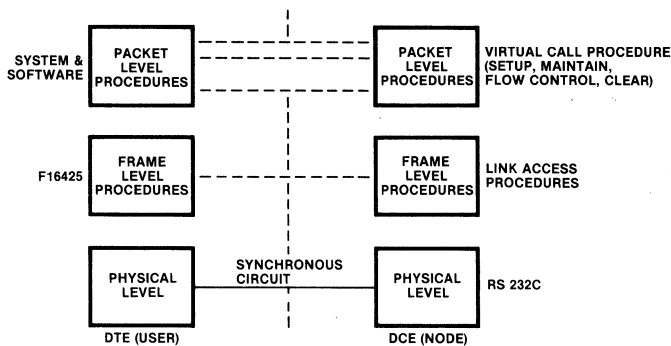 SYSTEM &
SOFTWARE
PACKET
LEVEL
PROCEDURES
PACKET
LEVEL
PROCEDURES
VIRTUAL CALL PROCEDURE
(SETUP, MAINTAIN,
FLOW CONTROL, CLEAR)
F16425
FRAME
LEVEL
PROCEDURES
FRAME
LEVEL
PROCEDURES
LINK ACCESS
PROCEDURES
PHYSICAL
LEVEL
SYNCHRONOUS
CIRCUIT
PHYSICAL
LEVEL
RS 232C
DTE (USER)
DCE (NODE)